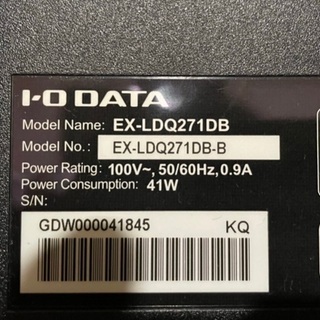 I-O DATA
Model Name: EX-LDQ271DB
Model No.: EX-LDQ271DB-B
Power Rating: 100V~, 50/60Hz, 0.9A
Power Consumption: 41W
S/N:
GDW000041845 KQ